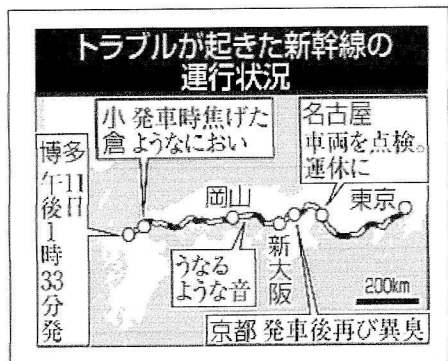 トラブルが起きた新幹線の
運行状況
博多
11日
午後1時33分発
小倉
発車時焦げた
ようなにおい
岡山
うなる
ような音
新大阪
京都 発車後再び異臭
名古屋
車両を点検。
運休に
東京
200km